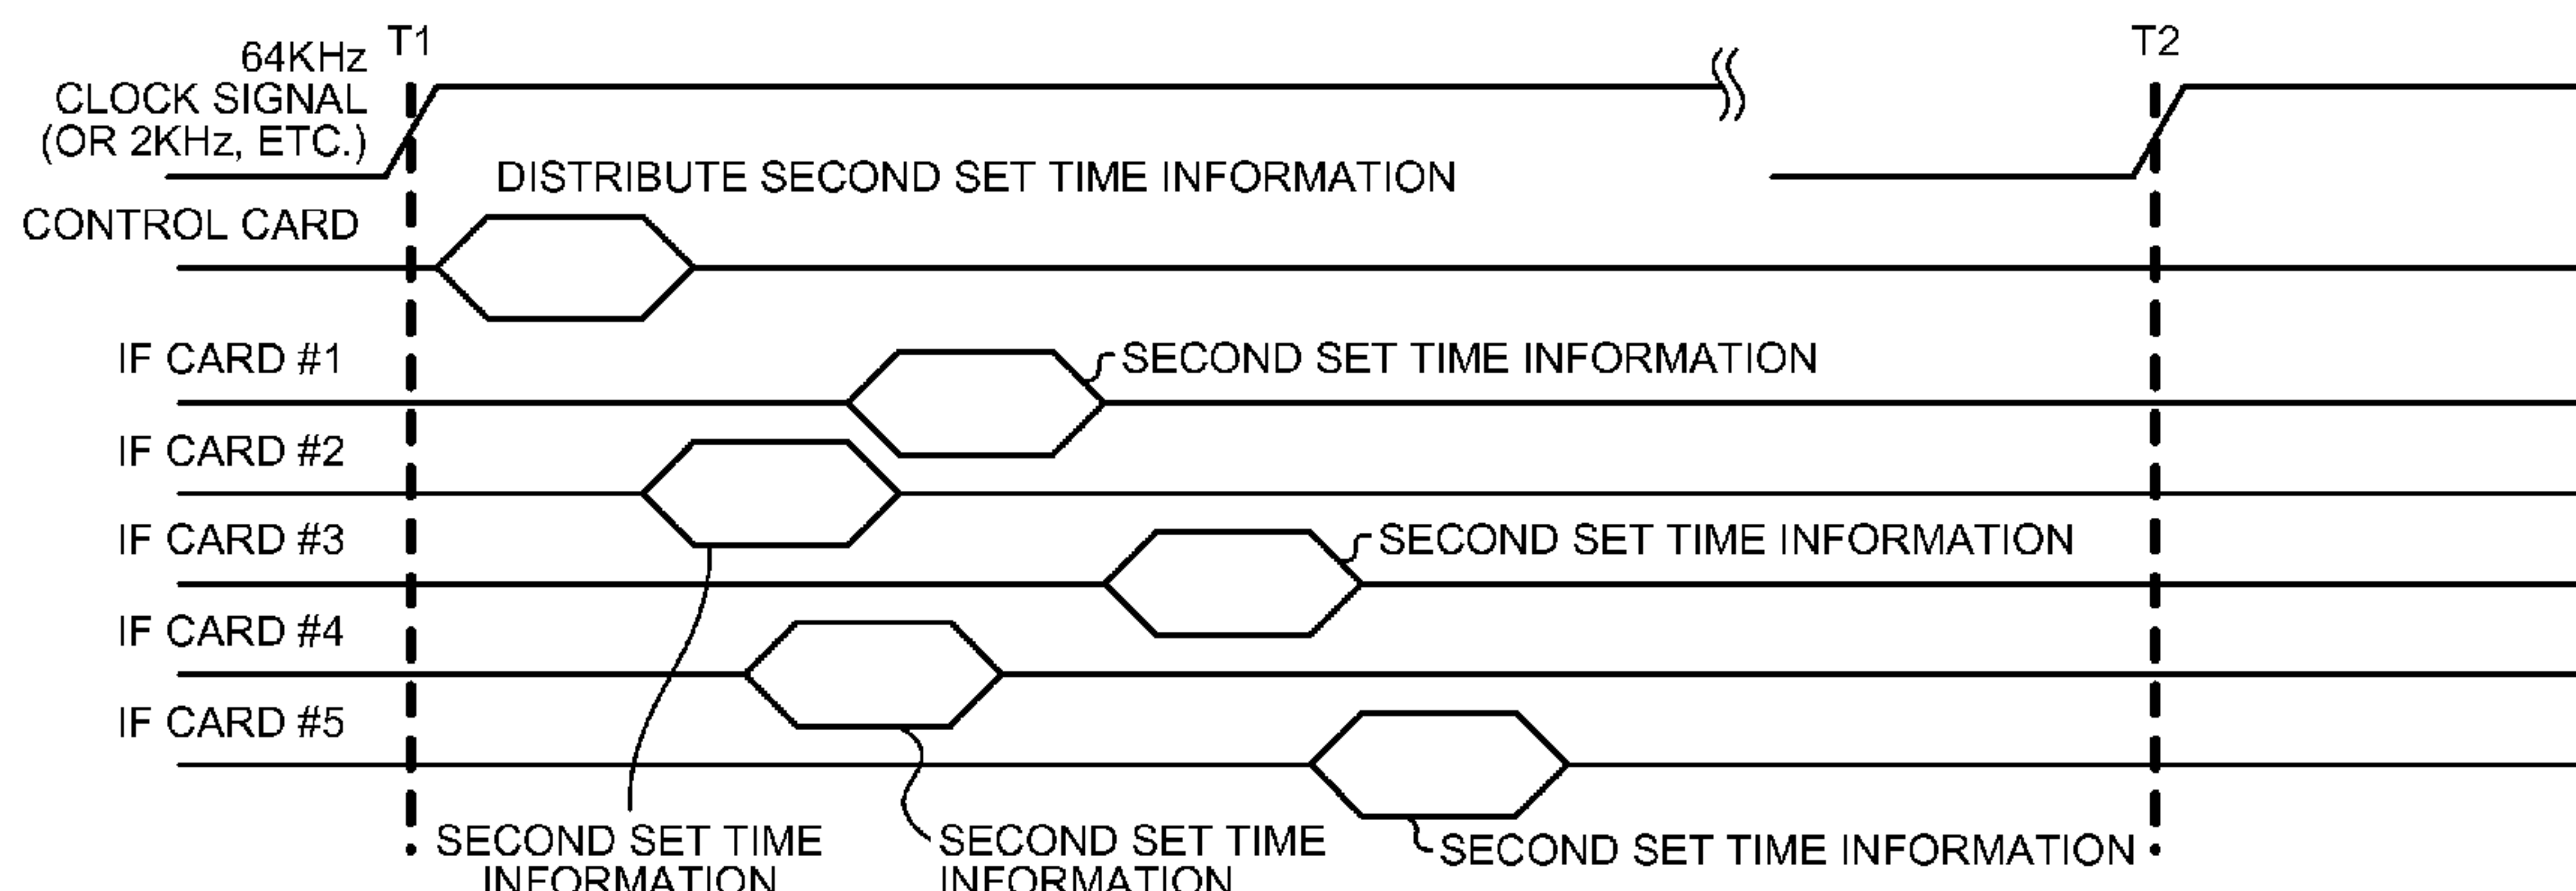 T1
T2
64KHz
CLOCK SIGNAL
(OR 2KHz, ETC.)
DISTRIBUTE SECOND SET TIME INFORMATION
CONTROL CARD
IF CARD #1
SECOND SET TIME INFORMATION
IF CARD #2
IF CARD #3
SECOND SET TIME INFORMATION
IF CARD #4
IF CARD #5
SECOND SET TIME
INFORMATION
SECOND SET TIME
INFORMATION
SECOND SET TIME INFORMATION